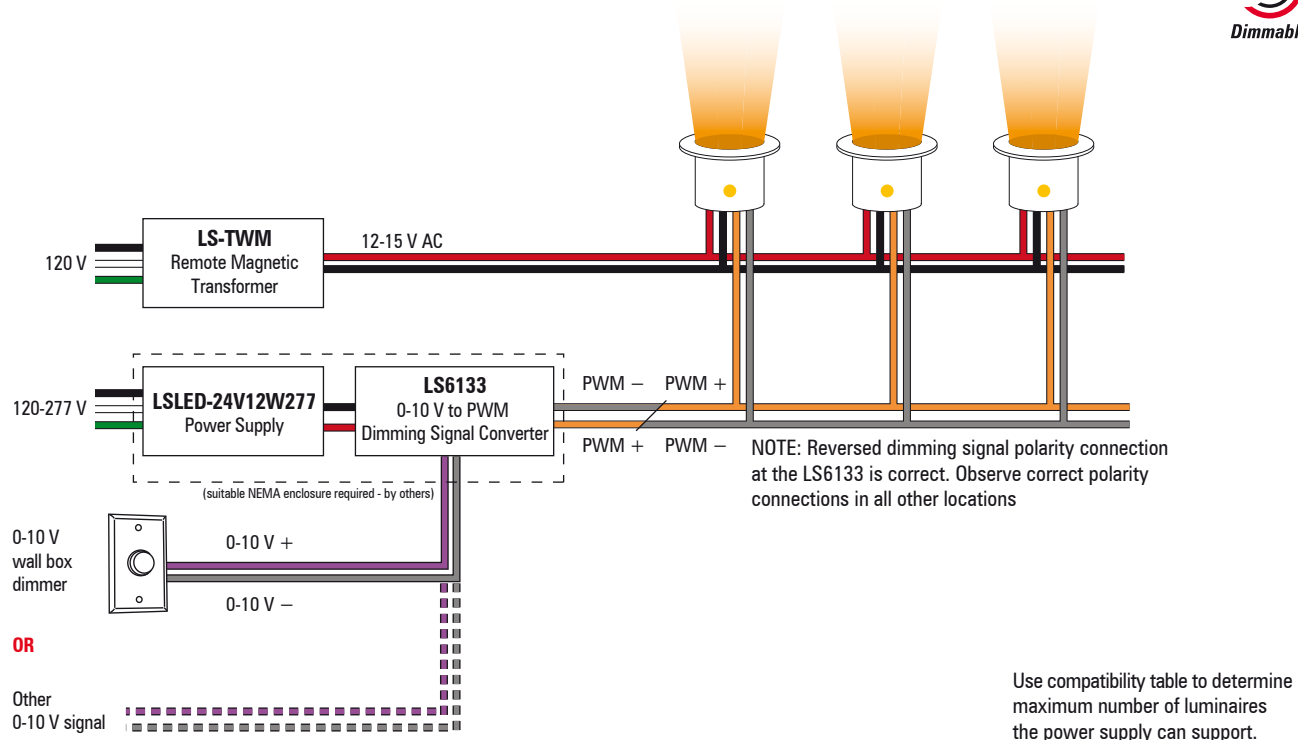 Dimmabl
LS-TWM
Remote Magnetic
Transformer
120 V
12-15 V AC
120-277 V
LSLED-24V12W277
Power Supply
LS6133
0-10 V to PWM
Dimming Signal Converter
PWM − PWM +
PWM + PWM −
NOTE: Reversed dimming signal polarity connection
at the LS6133 is correct. Observe correct polarity
connections in all other locations
(suitable NEMA enclosure required - by others)
0-10 V
wall box
dimmer
0-10 V +
0-10 V −
OR
Other
0-10 V signal
Use compatibility table to determine
maximum number of luminaires
the power supply can support.